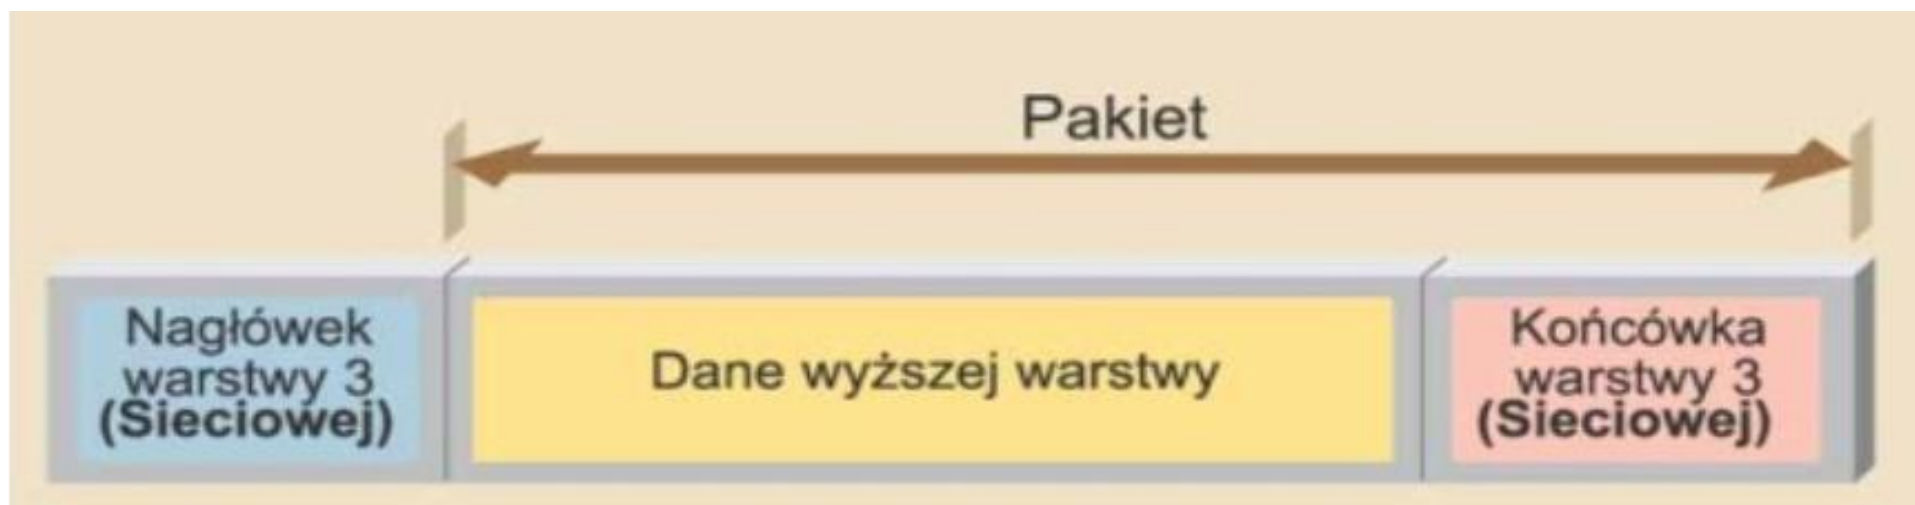 Pakiet
Nagłówek
warstwy 3
(Sieciowej)
Dane wyższej warstwy
Końcówka
warstwy 3
(Sieciowej)